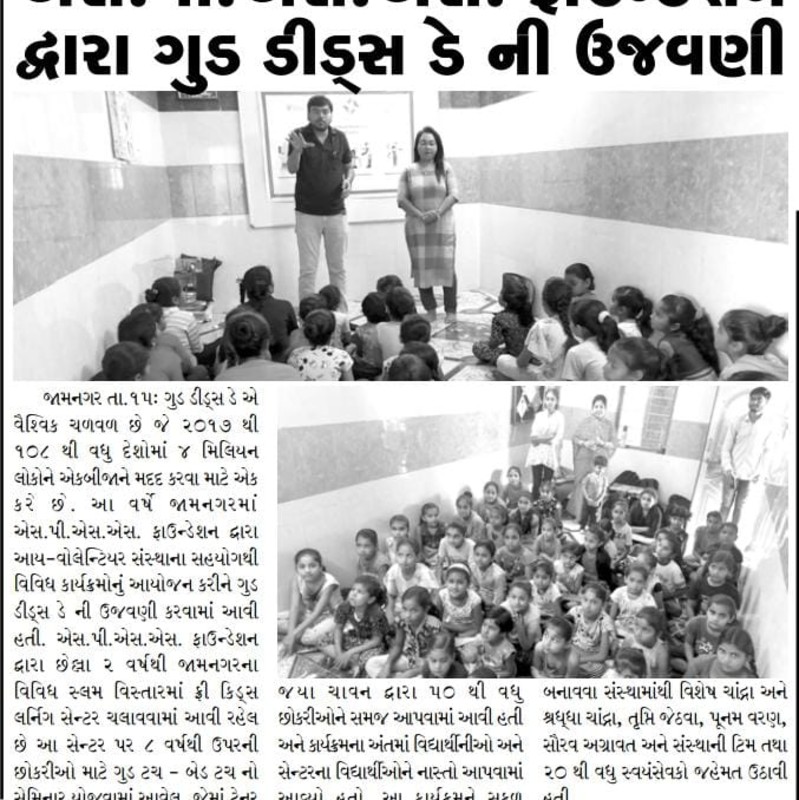 દ્વારા ગુડ ડીડ્સ ડે ની ઉજવણી
જામનગર તા.૧૫ઃ ગુડ ડીડ્સ ડે એ
વૈશ્વિક ચળવળ છે જે ૨૦૧૭ થી
૧૦૮ થી વધુ દેશોમાં ૪ મિલિયન
લોકોને એકબીજાને મદદ કરવા માટે એક
કરે છે. આ વર્ષે જામનગરમાં
એસ.પી.એસ.એસ. ફાઉન્ડેશન દ્વારા
આય-વોલેન્ટિયર સંસ્થાના સહયોગથી
વિવિધ કાર્યક્રમોનું આયોજન કરીને ગુડ
ડીડ્સ ડે ની ઉજવણી કરવામાં આવી
હતી. એસ.પી.એસ.એસ. ફાઉન્ડેશન
દ્વારા છેલ્લા ૨ વર્ષથી જામનગરના
વિવિધ સ્લમ વિસ્તારમાં ફ્રી કિડ્સ
લર્નિગ સેન્ટર ચલાવવામાં આવી રહેલ
છે આ સેન્ટર પર ૮ વર્ષથી ઉપરની
છોકરીઓ માટે ગુડ ટચ - બેડ ટચ નો
સેમિનાર યોજવામાં આવેલ. જેમાં ટ્રેનર
જયા ચાવન દ્વારા ૫૦ થી વધુ
છોકરીઓને સમજ આપવામાં આવી હતી
અને કાર્યક્રમના અંતમાં વિદ્યાર્થીનીઓ અને
સેન્ટરના વિદ્યાર્થીઓને નાસ્તો આપવામાં
આવ્યો હતો. આ કાર્યક્રમને સફળ
બનાવવા સંસ્થામાંથી વિશેષ ચાંદ્રા અને
શ્રદ્ધા ચાંદ્રા, તૃપ્તિ જેઠવા, પૂનમ વરણ,
સૌરવ અગ્રાવત અને સંસ્થાની ટિમ તથા
૨૦ થી વધુ સ્વયંસેવકો જહેમત ઉઠાવી
હતી.